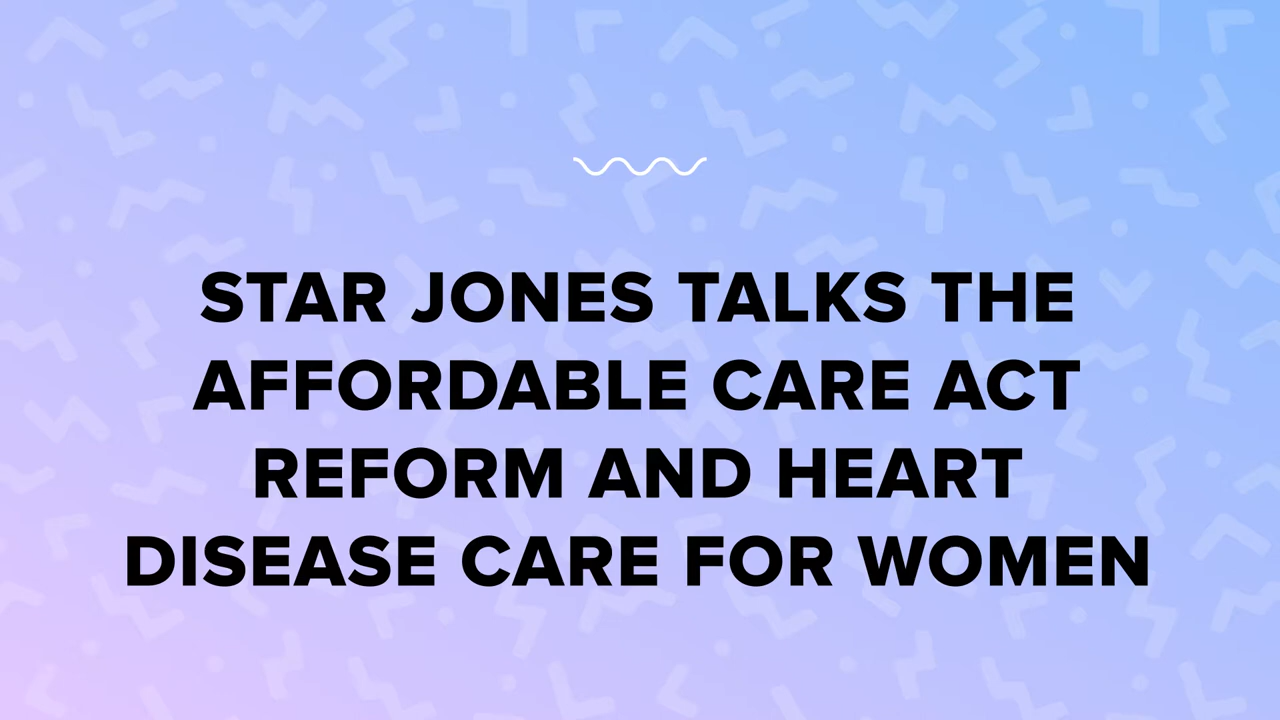 STAR JONES TALKS THE
AFFORDABLE CARE ACT
REFORM AND HEART
DISEASE CARE FOR WOMEN